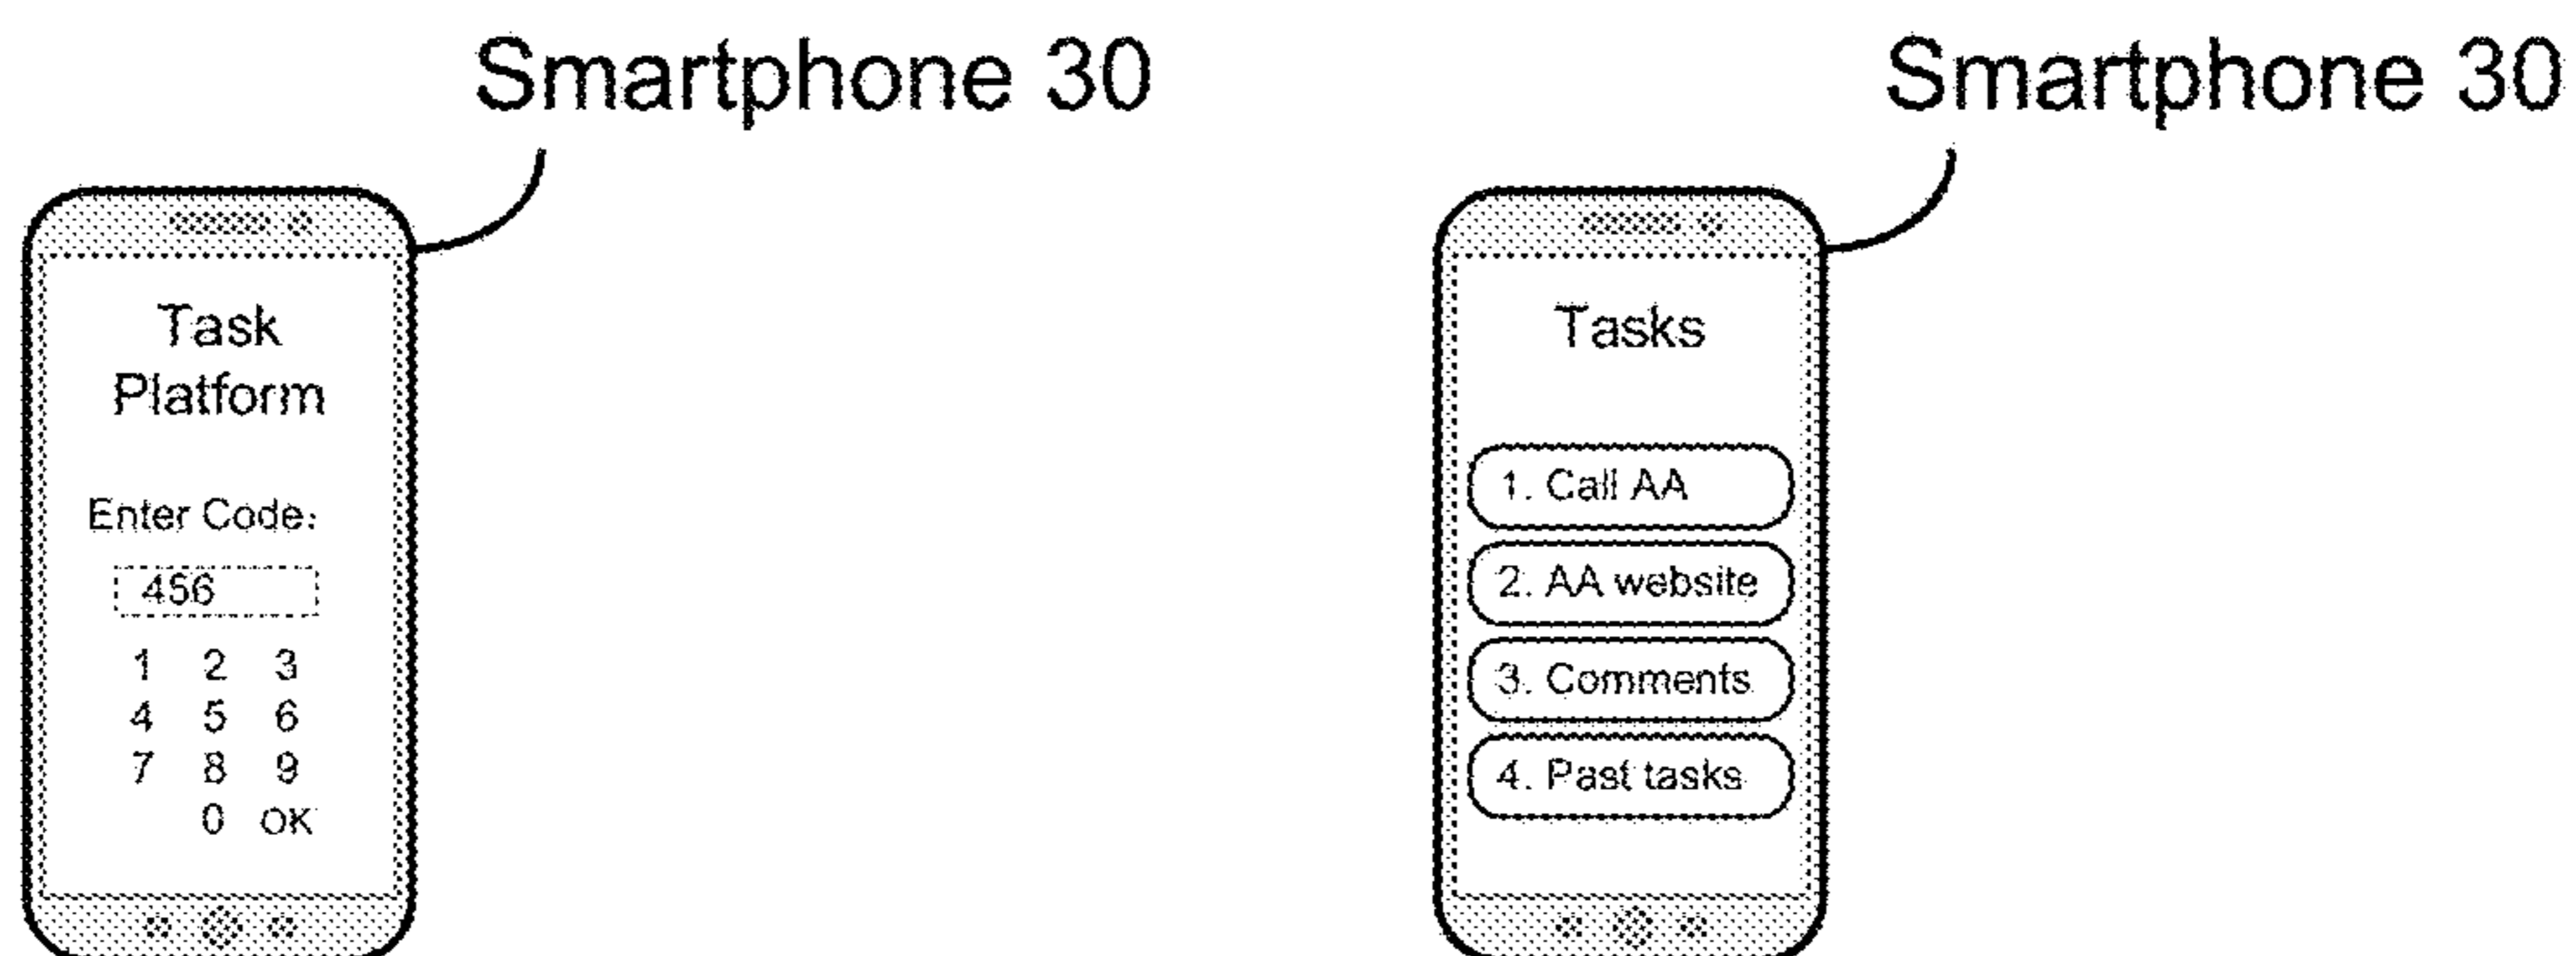 Smartphone 30
Task
Platform
Enter Code:
456
1 2 3
4 5 6
7 8 9
0 OK
Smartphone 30
Tasks
1. Call AA
2. AA website
3. Comments
4. Past tasks